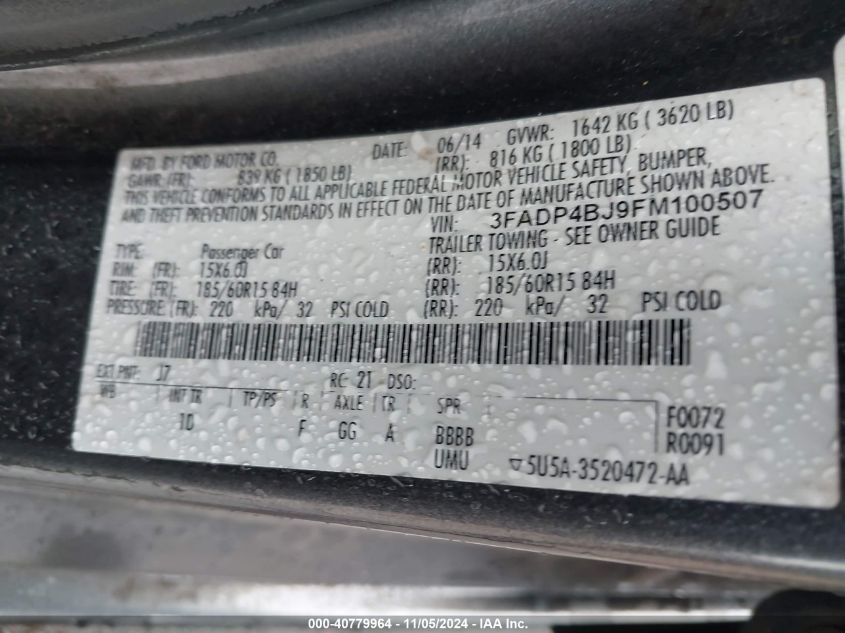 MFD. BY FORD MOTOR CO. DATE: 06/14 GVWR: 1642 KG ( 3620 LB)
GAWR: (FR): 839 KG ( 1850 LB) (RR): 816 KG ( 1800 LB)
THIS VEHICLE CONFORMS TO ALL APPLICABLE FEDERAL MOTOR VEHICLE SAFETY, BUMPER,
AND THEFT PREVENTION STANDARDS IN EFFECT ON THE DATE OF MANUFACTURE SHOWN ABOVE.
VIN: 3FADP4BJ9FM100507
TYPE: Passenger Car TRAILER TOWING - SEE OWNER GUIDE
RIM: (FR): 15X6.0J (RR): 15X6.0J
TIRE: (FR): 185/60R15 84H (RR): 185/60R15 84H
PRESSURE: (FR): 220 kPa/ 32 PSI COLD (RR): 220 kPa/ 32 PSI COLD
EXT PNT: J7 RC: 21 DSO:
WB INT TR TP/PS R AXLE TR SPR F0072
10 F GG A BBBB R0091
UMU ▽5U5A-3520472-AA
000-40779964 - 11/05/2024 - IAA Inc.